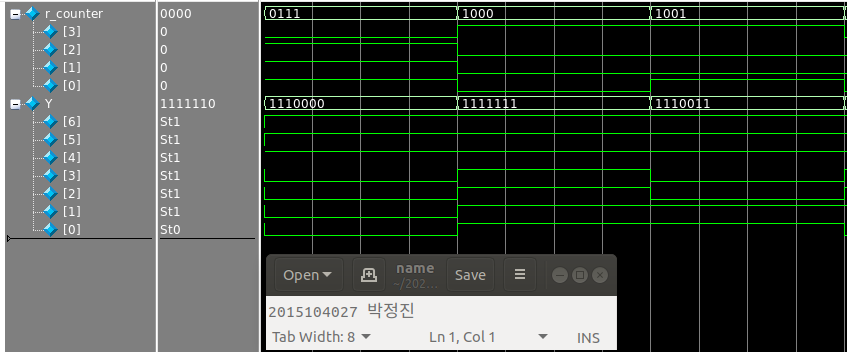 r_counter 0000 0111 1000 1001
[3] 0
[2] 0
[1] 0
[0] 0
Y 1111110 1110000 1111111 1110011
[6] St1
[5] St1
[4] St1
[3] St1
[2] St1
[1] St1
[0] St0
Open name Save
~/202...
2015104027 박정진
Tab Width: 8 Ln 1, Col 1 INS